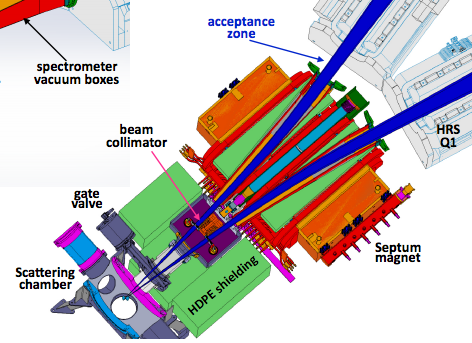 acceptance
zone
spectrometer
vacuum boxes
beam
collimator
HRS
Q1
gate
valve
Septum
magnet
Scattering
chamber
HDPE shielding